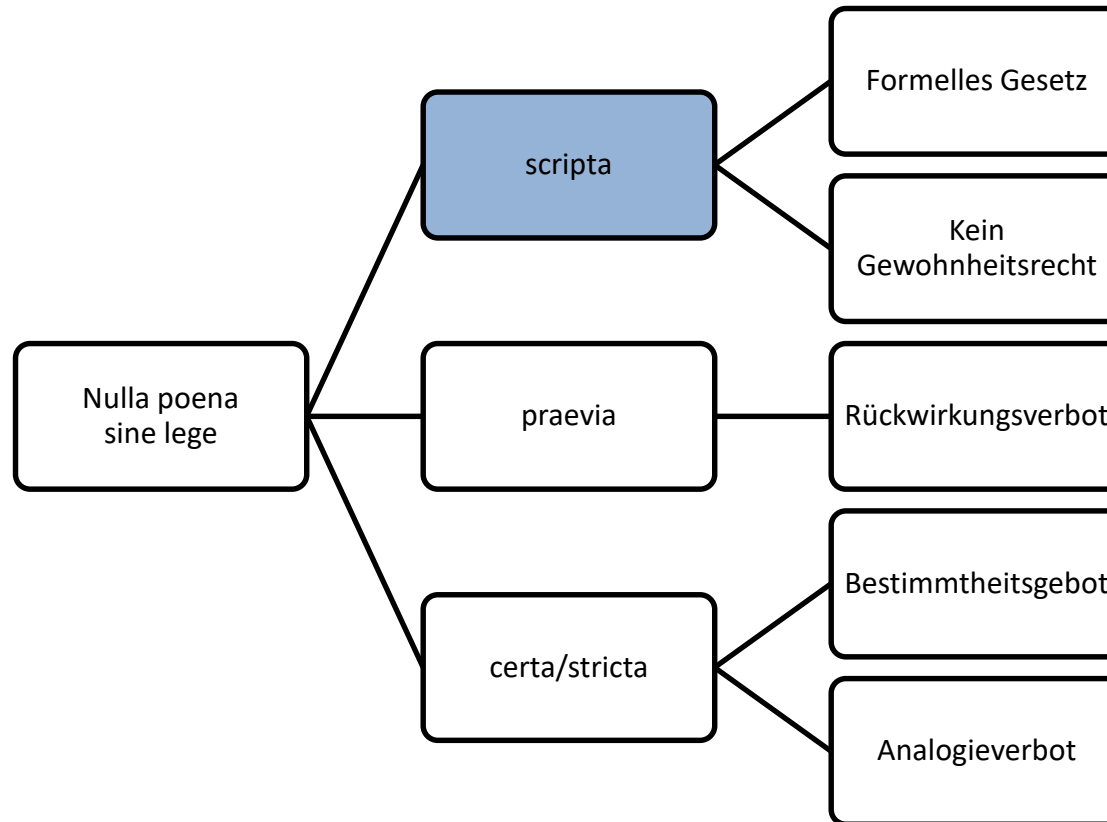 Nulla poena
sine lege
scripta
Formelles Gesetz
Kein
Gewohnheitsrecht
praevia
Rückwirkungsverbot
certa/stricta
Bestimmtheitsgebot
Analogieverbot